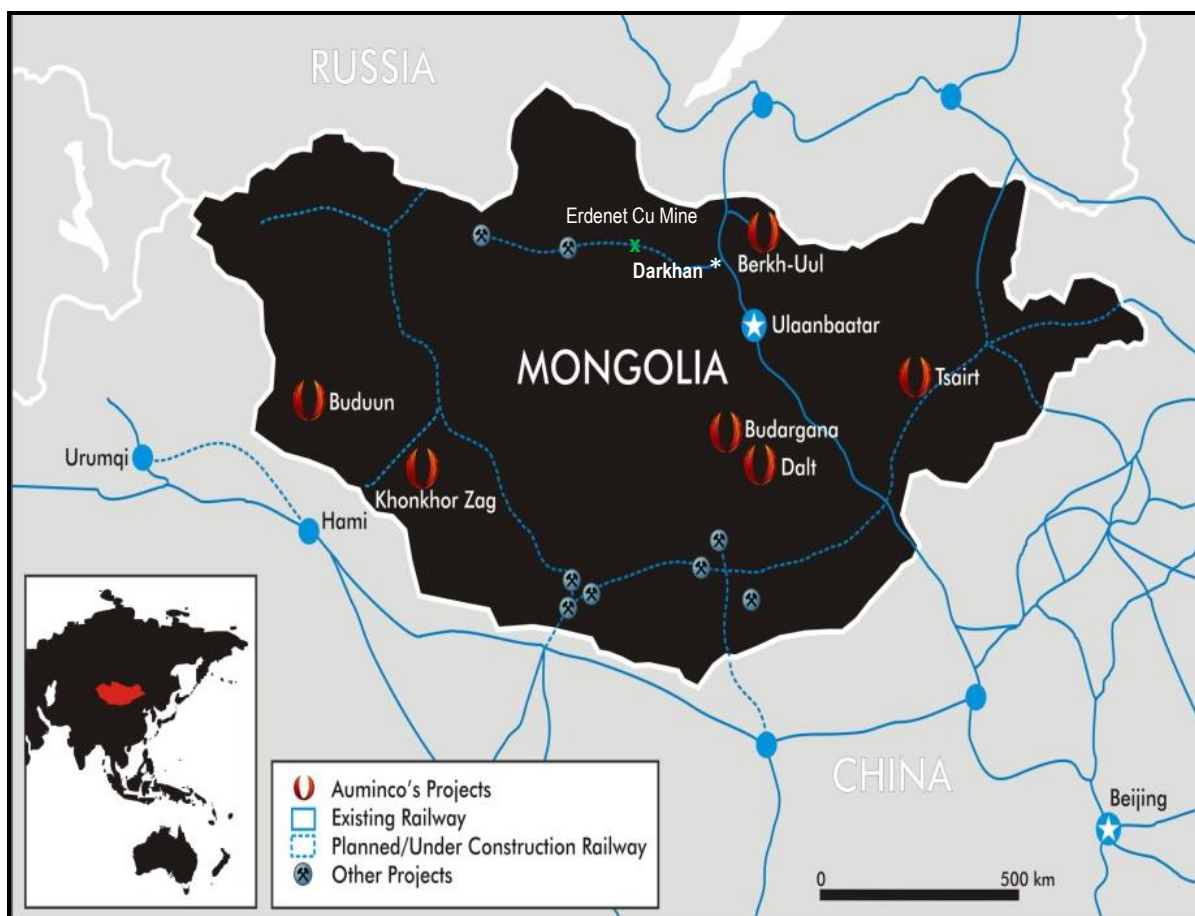 RUSSIA
Erdenet Cu Mine
x
Darkhan *
Berkh-Uul
Ulaanbaatar
MONGOLIA
Tsairt
Buduun
Budargana
Dalt
Urumqi
Khonkhor Zag
Hami
CHINA
Beijing
Auminco's Projects
Existing Railway
Planned/Under Construction Railway
Other Projects
0 500 km